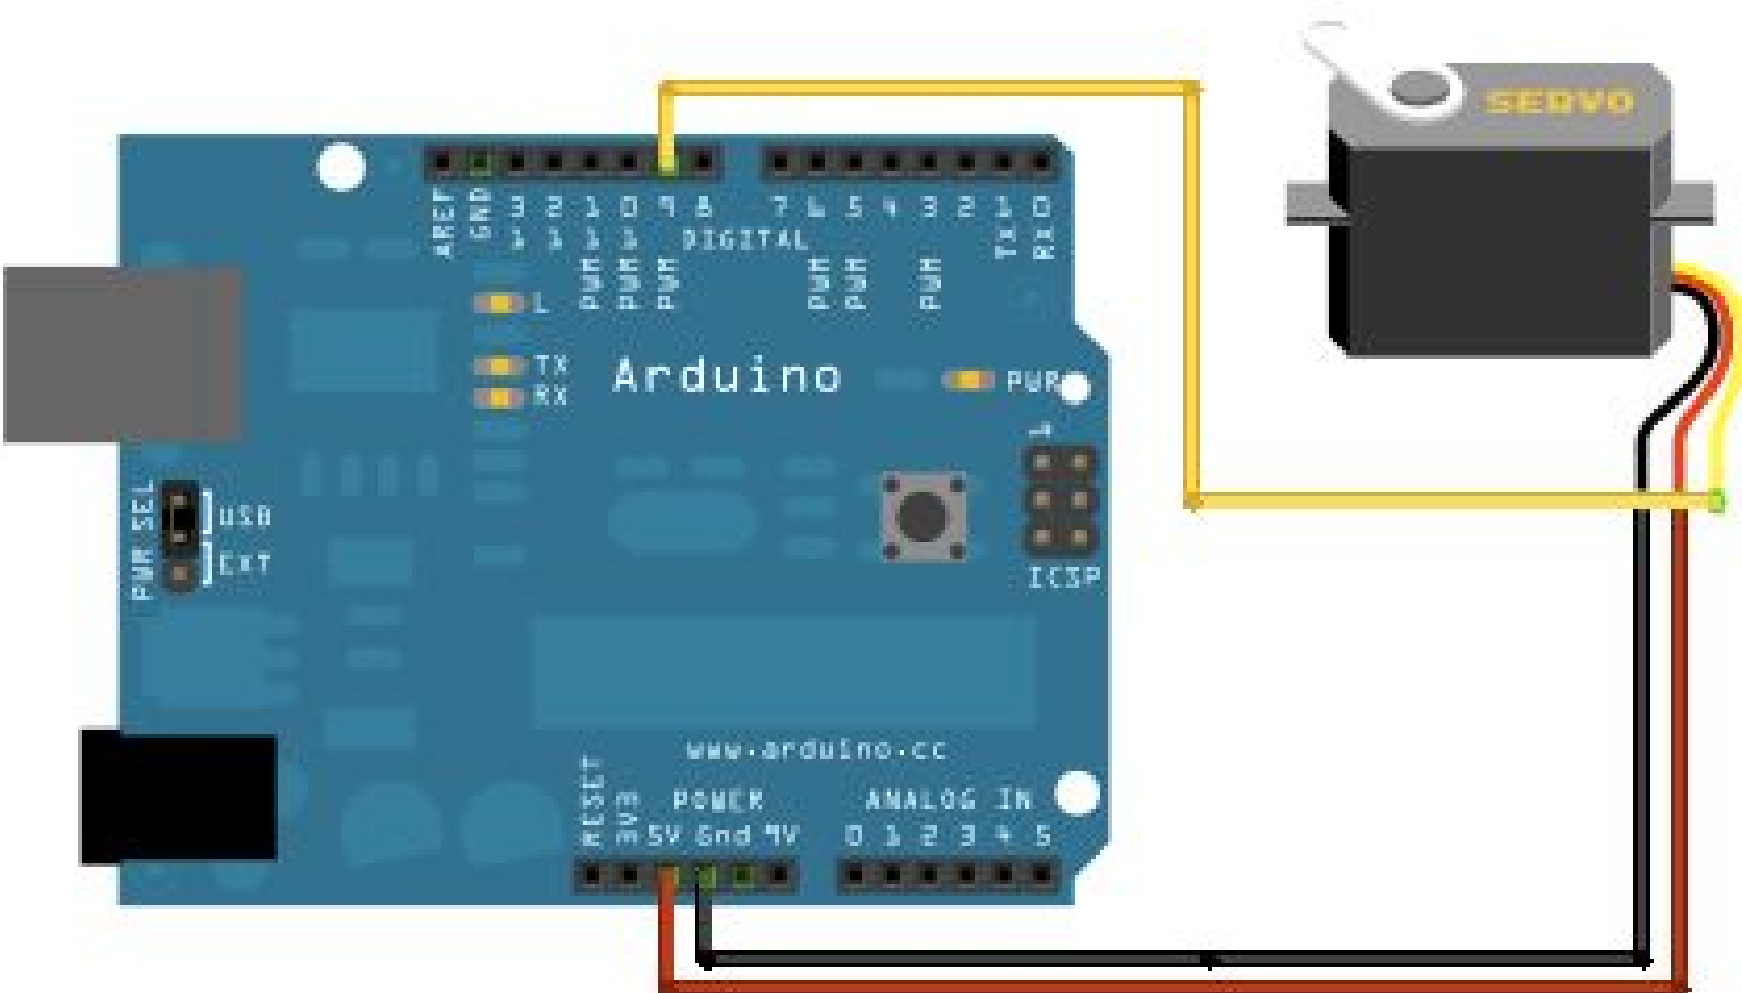 SERVO
AREF
GND
13
12
11
10
9
8
7
6
5
4
3
2
TX 1
RX 0
DIGITAL
PWM
PWM
PWM
PWM
PWM
PWM
L
TX
RX
Arduino
PWR
1
PWR SEL
USB
EXT
ICSP
www.arduino.cc
RESET
3V3
POWER
5V Gnd 9V
ANALOG IN
0 1 2 3 4 5